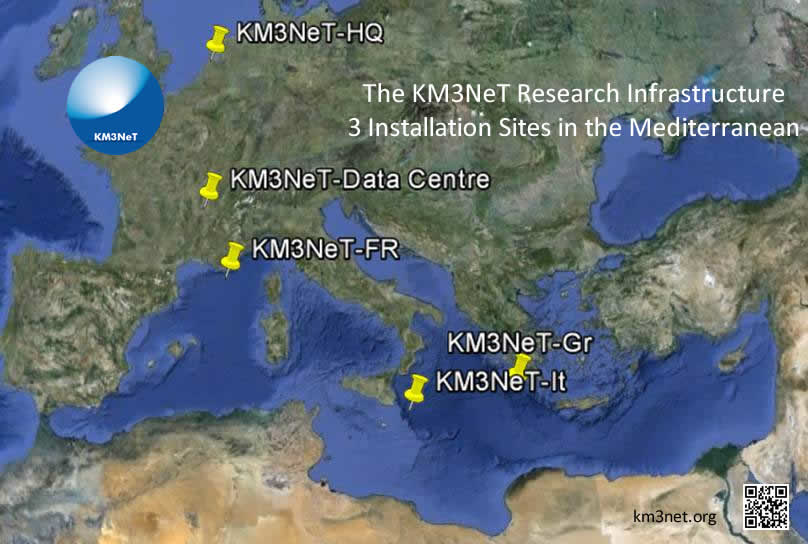 KM3NeT-HQ
The KM3NeT Research Infrastructure
3 Installation Sites in the Mediterranean
KM3NeT
KM3NeT-Data Centre
KM3NeT-FR
KM3NeT-Gr
KM3NeT-It
km3net.org